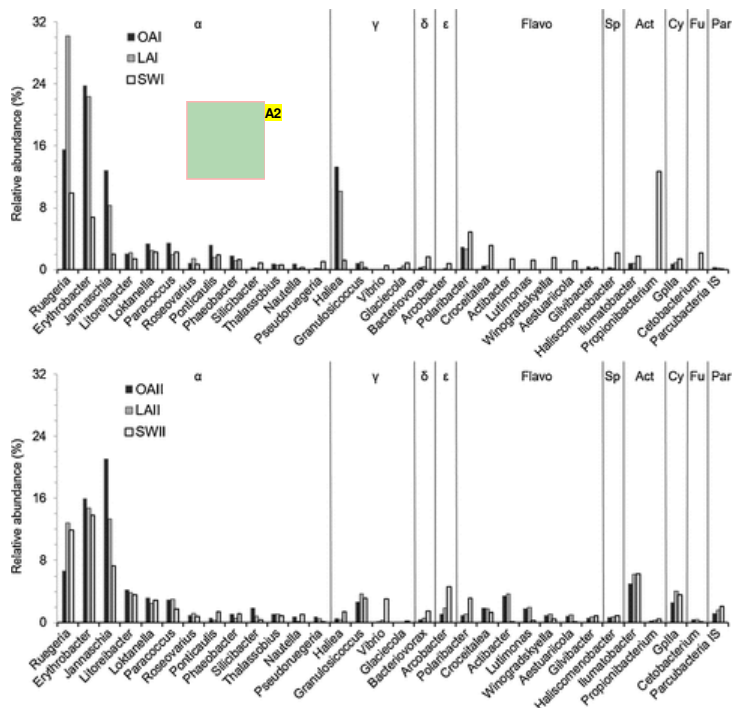 32
24
16
8
0
Relative abundance (%)
OAI
LAI
SWI
A2
α
γ
δ
ε
Flavo
Sp
Act
Cy
Fu
Par
Ruegeria
Erythrobacter
Jannaschia
Litoreibacter
Loktanella
Paracoccus
Roseovarius
Ponticaulis
Phaeobacter
Silicibacter
Thalassobius
Nautella
Pseudoruegeria
Haliea
Granulosicoccus
Vibrio
Glaciecola
Bacteriovorax
Arcobacter
Polaribacter
Croceitalea
Actibacter
Lutimonas
Winogradskyella
Aestuariicola
Gilvibacter
Haliscomenobacter
Ilumatobacter
Propionibacterium
GpIIa
Cetobacterium
Parcubacteria IS
32
24
16
8
0
Relative abundance (%)
OAII
LAII
SWII
α
γ
δ
ε
Flavo
Sp
Act
Cy
Fu
Par
Ruegeria
Erythrobacter
Jannaschia
Litoreibacter
Loktanella
Paracoccus
Roseovarius
Ponticaulis
Phaeobacter
Silicibacter
Thalassobius
Nautella
Pseudoruegeria
Haliea
Granulosicoccus
Vibrio
Glaciecola
Bacteriovorax
Arcobacter
Polaribacter
Croceitalea
Actibacter
Lutimonas
Winogradskyella
Aestuariicola
Gilvibacter
Haliscomenobacter
Ilumatobacter
Propionibacterium
GpIIa
Cetobacterium
Parcubacteria IS